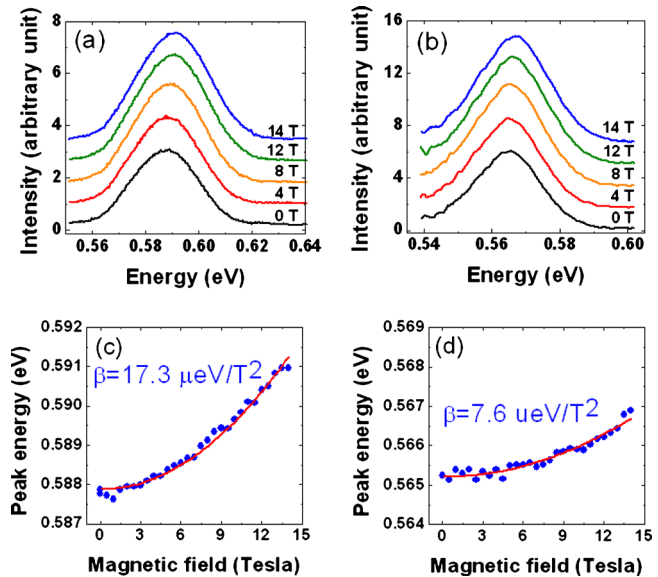 (a)
Intensity (arbitrary unit)
8
6
4
2
0
14 T
12 T
8 T
4 T
0 T
0.56 0.58 0.60 0.62 0.64
Energy (eV)
(b)
Intensity (arbitrary unit)
16
12
8
4
0
14 T
12 T
8 T
4 T
0 T
0.54 0.56 0.58 0.60
Energy (eV)
(c)
Peak energy (eV)
0.592
0.591
0.590
0.589
0.588
0.587
β=17.3 μeV/T²
0 3 6 9 12 15
Magnetic field (Tesla)
(d)
Peak energy (eV)
0.569
0.568
0.567
0.566
0.565
0.564
β=7.6 ueV/T²
0 3 6 9 12 15
Magnetic field (Tesla)